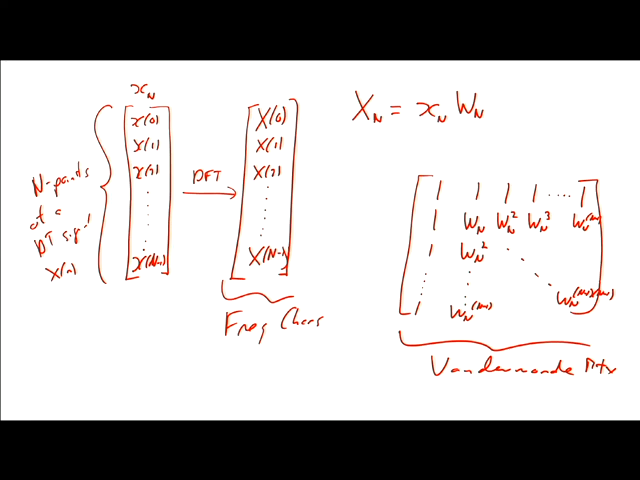 x_N
x(0)
x(1)
x(2)
x(N-1)
N-points
of a
DT signal
x(n)
DFT
X(0)
X(1)
X(2)
X(N-1)
Freq Chars
X_N = x_N W_N
1 1 1 1 ..... 1
1 W_N W_N^2 W_N^3 W_N^(N-1)
1 W_N^2
1 W_N^(N-1) W_N^(N-1)(N-1)
Vandermonde Mtx